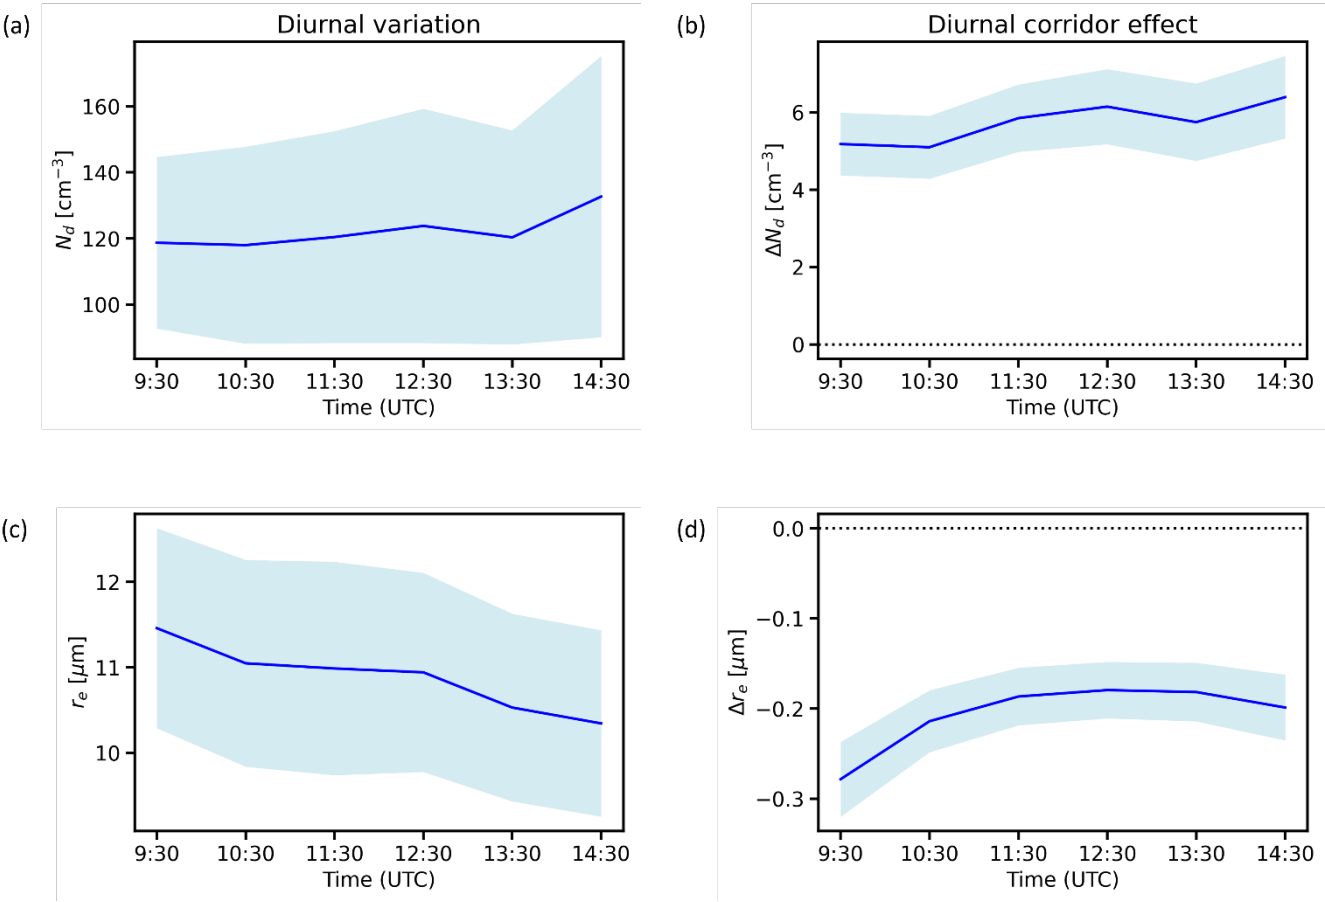 (a)
Diurnal variation
160
140
120
100
N_d [cm^{-3}]
9:30 10:30 11:30 12:30 13:30 14:30
Time (UTC)
(b)
Diurnal corridor effect
6
4
2
0
ΔN_d [cm^{-3}]
9:30 10:30 11:30 12:30 13:30 14:30
Time (UTC)
(c)
12
11
10
r_e [μm]
9:30 10:30 11:30 12:30 13:30 14:30
Time (UTC)
(d)
0.0
−0.1
−0.2
−0.3
Δr_e [μm]
9:30 10:30 11:30 12:30 13:30 14:30
Time (UTC)